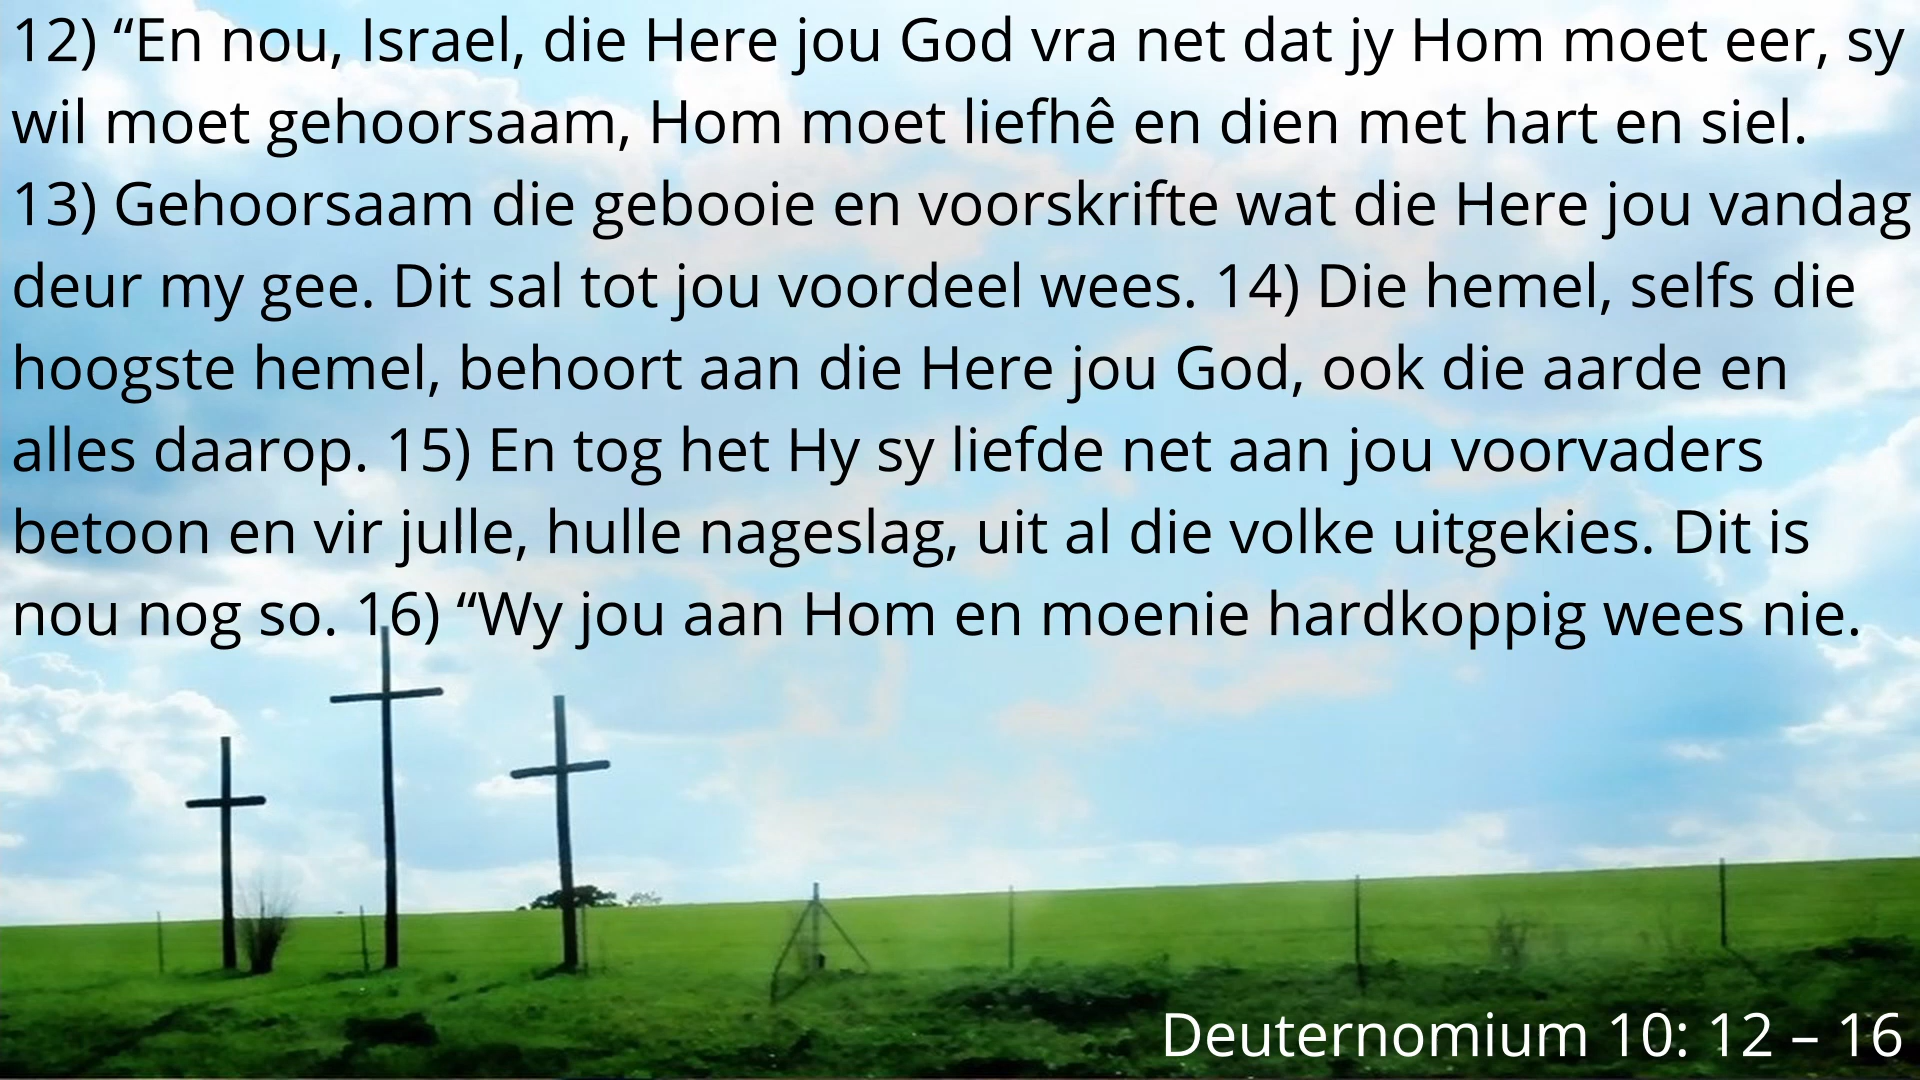 12) “En nou, Israel, die Here jou God vra net dat jy Hom moet eer, sy
wil moet gehoorsaam, Hom moet liefhê en dien met hart en siel.
13) Gehoorsaam die gebooie en voorskrifte wat die Here jou vandag
deur my gee. Dit sal tot jou voordeel wees. 14) Die hemel, selfs die
hoogste hemel, behoort aan die Here jou God, ook die aarde en
alles daarop. 15) En tog het Hy sy liefde net aan jou voorvaders
betoon en vir julle, hulle nageslag, uit al die volke uitgekies. Dit is
nou nog so. 16) “Wy jou aan Hom en moenie hardkoppig wees nie.
Deuternomium 10: 12 – 16